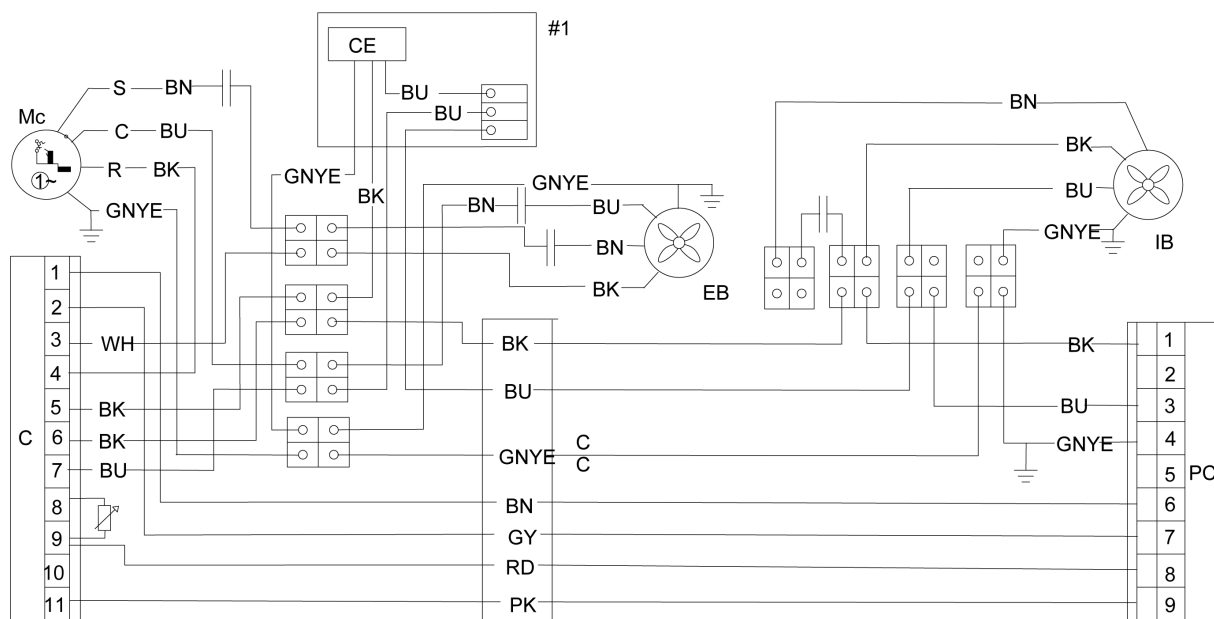 #1
CE
S BN
Mc
BU
BU
BN
C BU
BK
R BK
GNYE
GNYE
BK
BU
GNYE
BN
BU
GNYE
BN
IB
1
BK
EB
2
3
WH
BK
BK
1
4
2
BU
5
BK
BU
3
C
6
BK
GNYE
C
C
GNYE
4
7
BU
5
PC
8
BN
6
9
GY
7
10
RD
8
11
PK
9